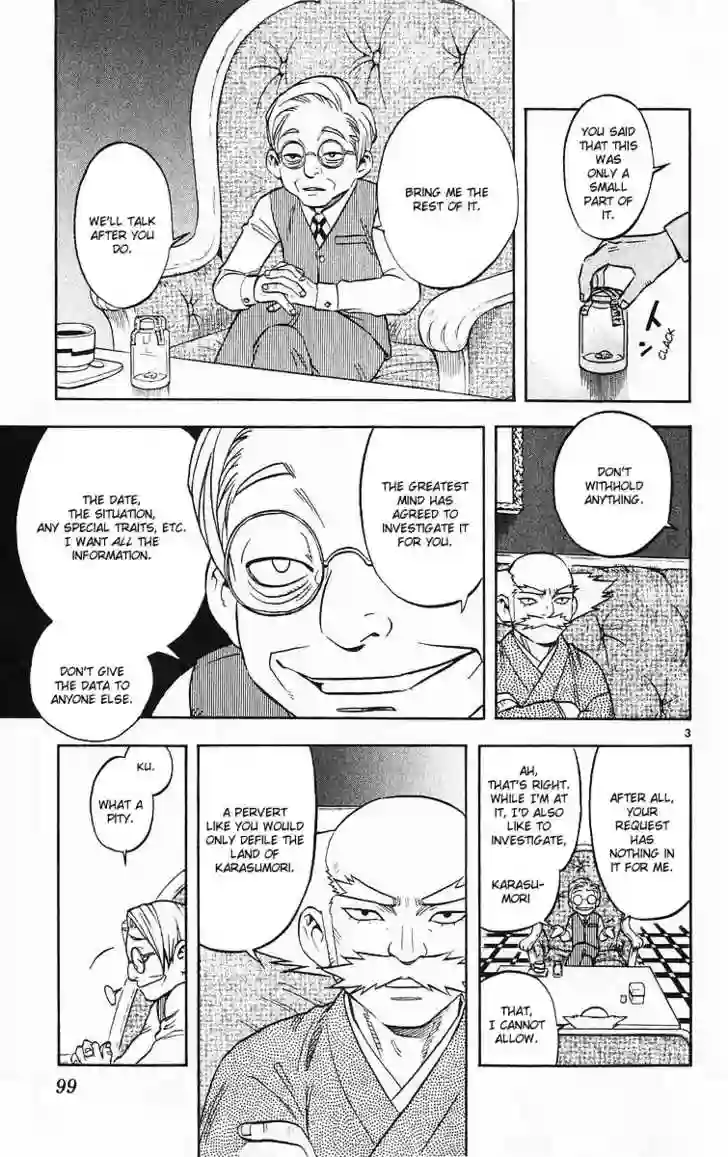 YOU SAID
THAT THIS
WAS
ONLY A
SMALL
PART OF
IT.
CLACK
BRING ME THE
REST OF IT.
WE'LL TALK
AFTER YOU
DO.
DON'T
WITHHOLD
ANYTHING.
THE GREATEST
MIND HAS
AGREED TO
INVESTIGATE IT
FOR YOU.
THE DATE,
THE SITUATION,
ANY SPECIAL TRAITS, ETC.
I WANT ALL THE
INFORMATION.
DON'T GIVE
THE DATA TO
ANYONE ELSE.
3
AFTER ALL,
YOUR
REQUEST
HAS
NOTHING IN
IT FOR ME.
AH,
THAT'S RIGHT.
WHILE I'M AT
IT, I'D ALSO
LIKE TO
INVESTIGATE,
KARASU-
MORI
THAT,
I CANNOT
ALLOW.
A PERVERT
LIKE YOU WOULD
ONLY DEFILE THE
LAND OF
KARASUMORI.
KU.
WHAT A
PITY.
99